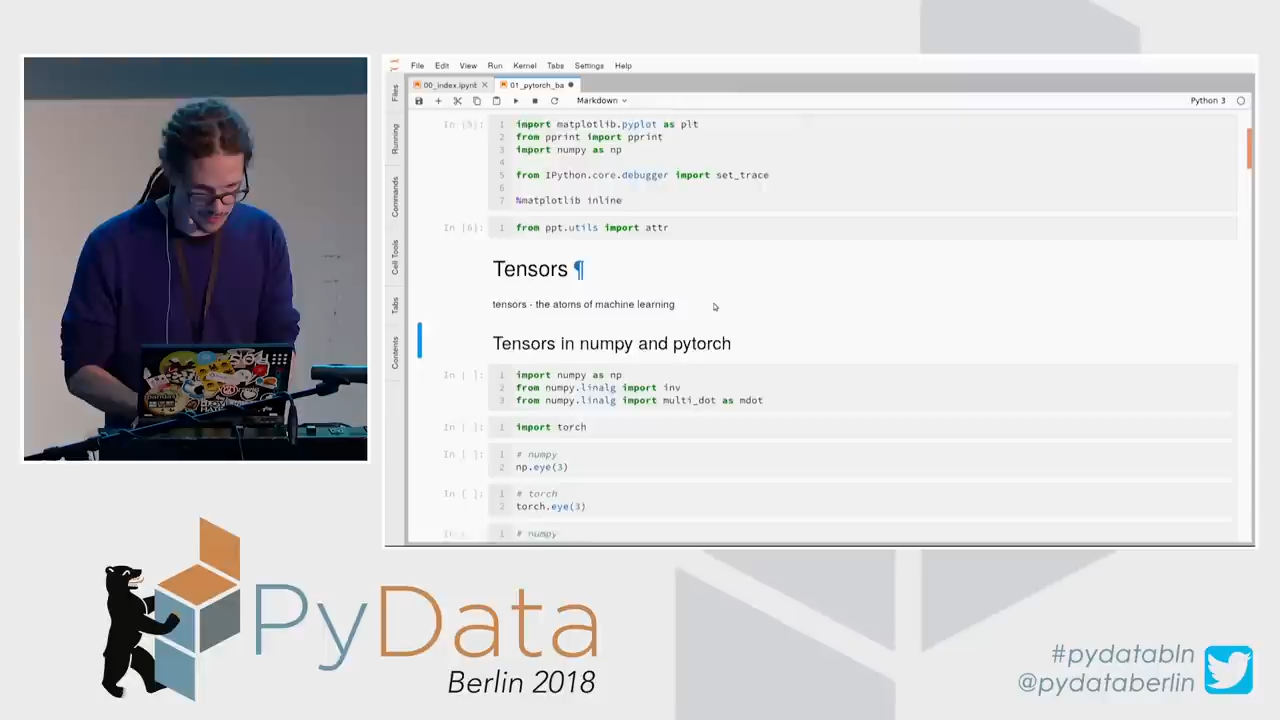 File Edit View Run Kernel Tabs Settings Help
00_index.ipynb
01_pytorch_ba
Markdown
Python 3
Files
Running
Commands
Cell Tools
Tabs
Contents
In [5]:
1 import matplotlib.pyplot as plt
2 from pprint import pprint
3 import numpy as np
4
5 from IPython.core.debugger import set_trace
6
7 %matplotlib inline
In [6]:
1 from ppt.utils import attr
Tensors ¶
tensors - the atoms of machine learning
Tensors in numpy and pytorch
In [ ]:
1 import numpy as np
2 from numpy.linalg import inv
3 from numpy.linalg import multi_dot as mdot
In [ ]:
1 import torch
In [ ]:
1 # numpy
2 np.eye(3)
In [ ]:
1 # torch
2 torch.eye(3)
In [ ]:
1 # numpy
PyData
Berlin 2018
#pydatabln
@pydataberlin